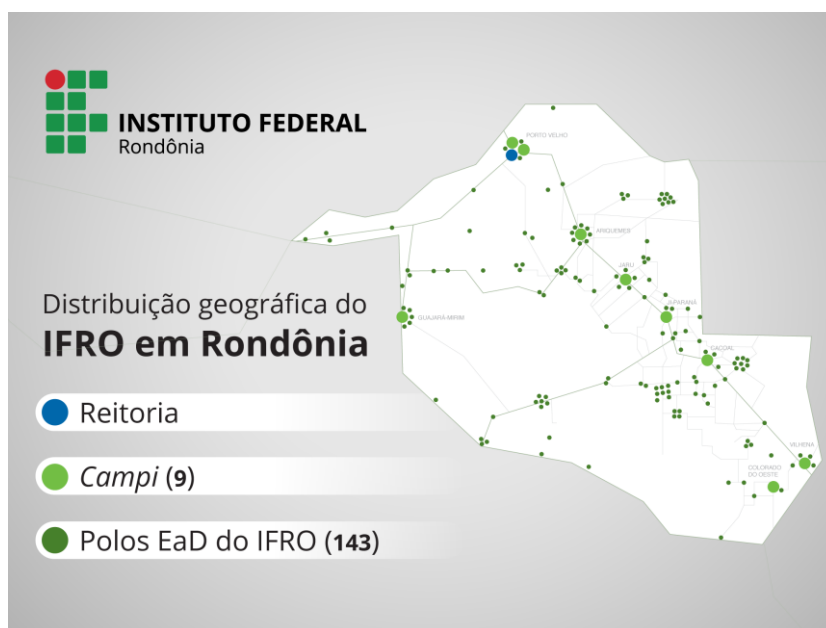 INSTITUTO FEDERAL
Rondônia
PORTO VELHO
ARIQUEMES
JARU
JI-PARANÁ
GUAJARÁ-MIRIM
CACOAL
VILHENA
COLORADO
DO OESTE
Distribuição geográfica do
IFRO em Rondônia
Reitoria
Campi (9)
Polos EaD do IFRO (143)